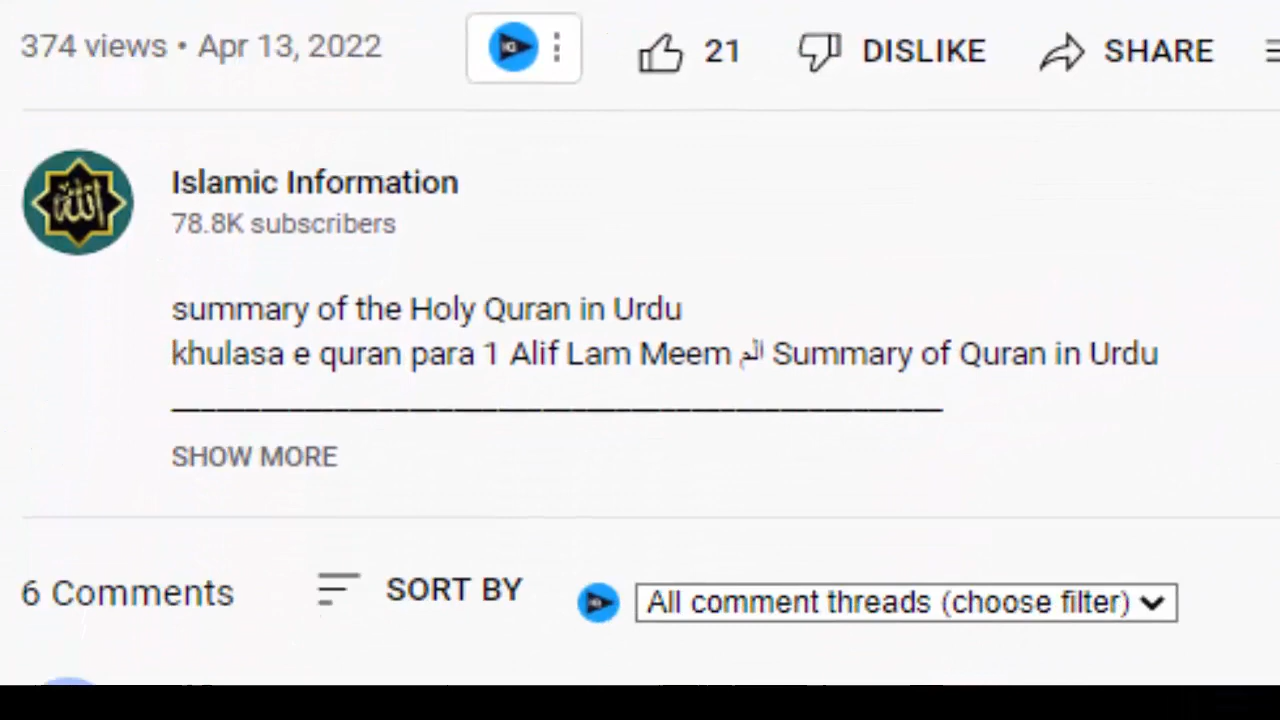 374 views • Apr 13, 2022
21 DISLIKE SHARE
Islamic Information
78.8K subscribers
summary of the Holy Quran in Urdu
khulasa e quran para 1 Alif Lam Meem الم Summary of Quran in Urdu
SHOW MORE
6 Comments SORT BY All comment threads (choose filter)